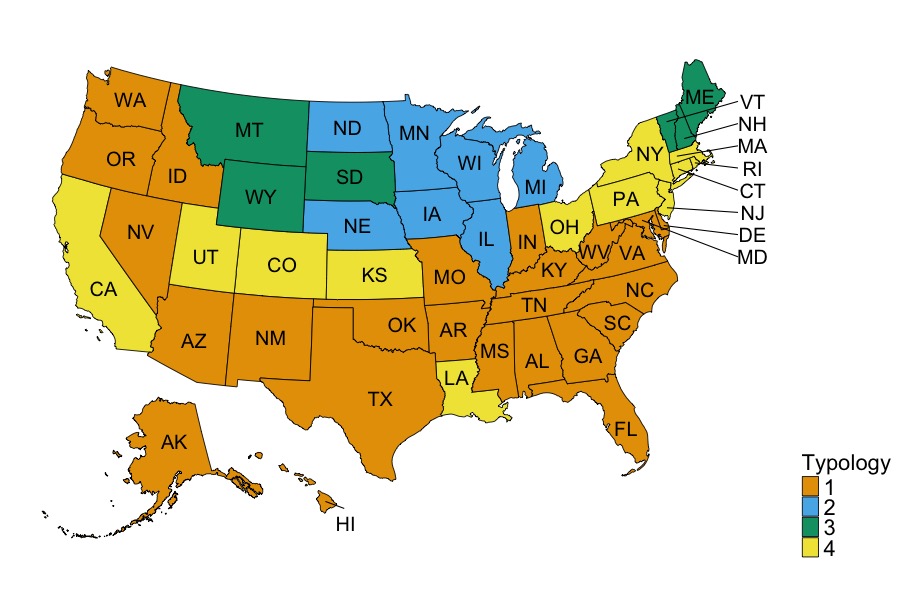 ME
VT
WA
NH
MT
ND
MN
MA
OR
WI
NY
RI
ID
SD
MI
CT
WY
PA
NJ
IA
NE
OH
DE
NV
IL
IN
WV
VA
MD
UT
CO
KS
MO
KY
CA
NC
TN
OK
AR
SC
AZ
NM
MS
AL
GA
LA
TX
FL
AK
HI
Typology
1
2
3
4